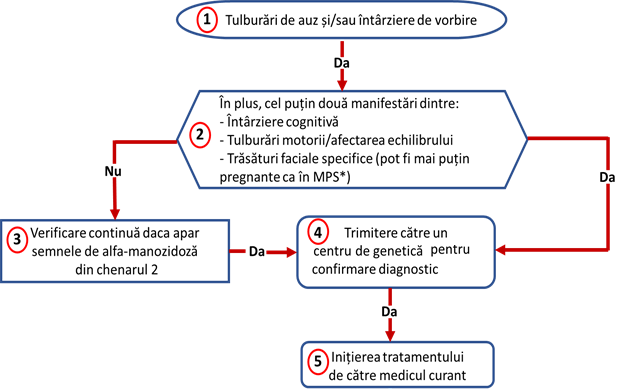 1 Tulburări de auz și/sau întârziere de vorbire
Da
În plus, cel puțin două manifestări dintre:
- Întârziere cognitivă
2 - Tulburări motorii/afectarea echilibrului
- Trăsături faciale specifice (pot fi mai puțin
pregnante ca în MPS*)
Nu
Da
3 Verificare continuă daca apar
semnele de alfa-manozidoză
din chenarul 2
Da
4 Trimitere către un
centru de genetică pentru
confirmare diagnostic
Da
5 Inițierea tratamentului
de către medicul curant